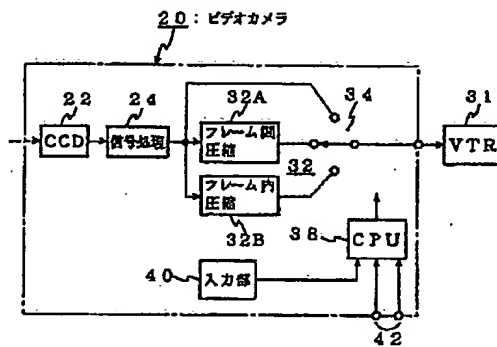 20:ビデオカメラ
22
24
32A
34
31
CCD
信号処理
フレーム間
圧縮
VTR
32
フレーム内
圧縮
32B
38
CPU
40
入力部
42